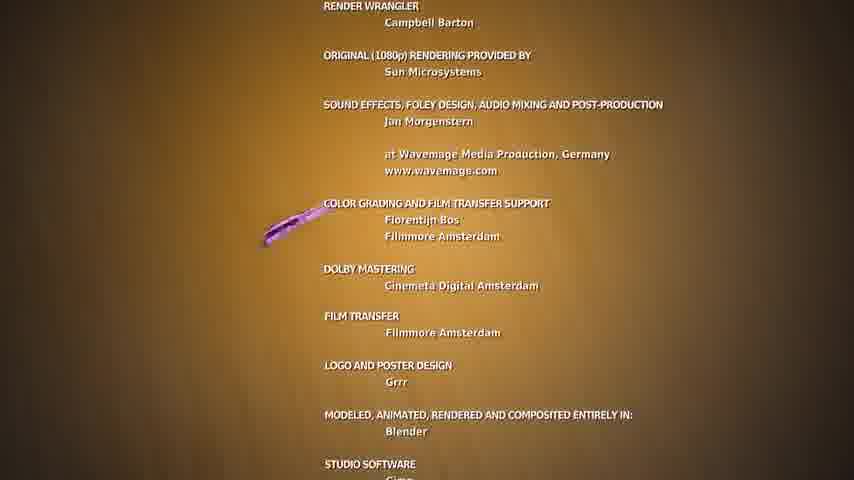 RENDER WRANGLER
Campbell Barton
ORIGINAL (1080p) RENDERING PROVIDED BY
Sun Microsystems
SOUND EFFECTS, FOLEY DESIGN, AUDIO MIXING AND POST-PRODUCTION
Jan Morgenstern
at Wavemage Media Production, Germany
www.wavemage.com
COLOR GRADING AND FILM TRANSFER SUPPORT
Florentijn Bos
Filmmore Amsterdam
DOLBY MASTERING
Cinemeta Digital Amsterdam
FILM TRANSFER
Filmmore Amsterdam
LOGO AND POSTER DESIGN
Grrr
MODELED, ANIMATED, RENDERED AND COMPOSITED ENTIRELY IN:
Blender
STUDIO SOFTWARE